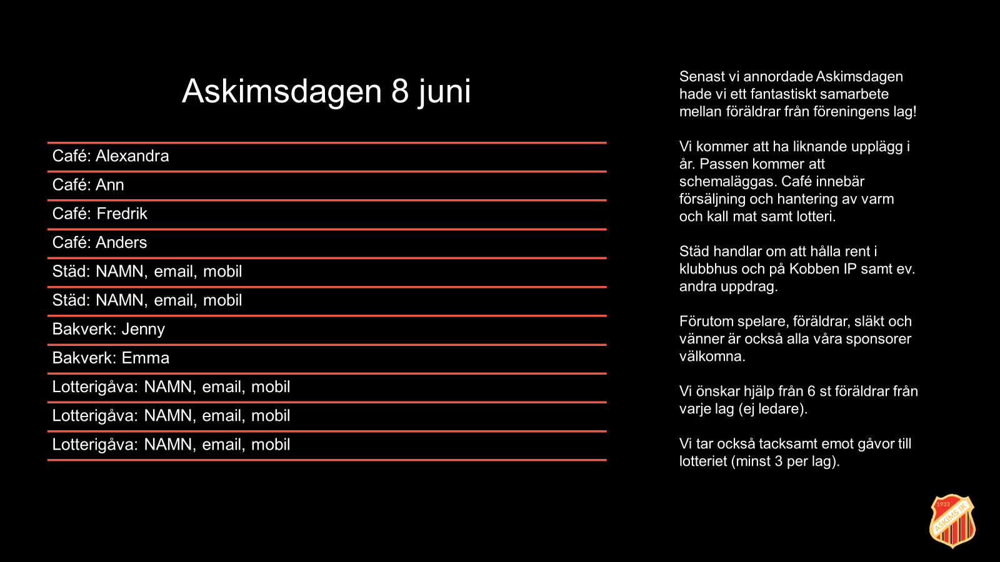 Askimsdagen 8 juni
Café: Alexandra
Café: Ann
Café: Fredrik
Café: Anders
Städ: NAMN, email, mobil
Städ: NAMN, email, mobil
Bakverk: Jenny
Bakverk: Emma
Lotterigåva: NAMN, email, mobil
Lotterigåva: NAMN, email, mobil
Lotterigåva: NAMN, email, mobil
Senast vi annordade Askimsdagen
hade vi ett fantastiskt samarbete
mellan föräldrar från föreningens lag!
Vi kommer att ha liknande upplägg i
år. Passen kommer att
schemaläggas. Café innebär
försäljning och hantering av varm
och kall mat samt lotteri.
Städ handlar om att hålla rent i
klubbhus och på Kobben IP samt ev.
andra uppdrag.
Förutom spelare, föräldrar, släkt och
vänner är också alla våra sponsorer
välkomna.
Vi önskar hjälp från 6 st föräldrar från
varje lag (ej ledare).
Vi tar också tacksamt emot gåvor till
lotteriet (minst 3 per lag).
1933
ASKIMS IK